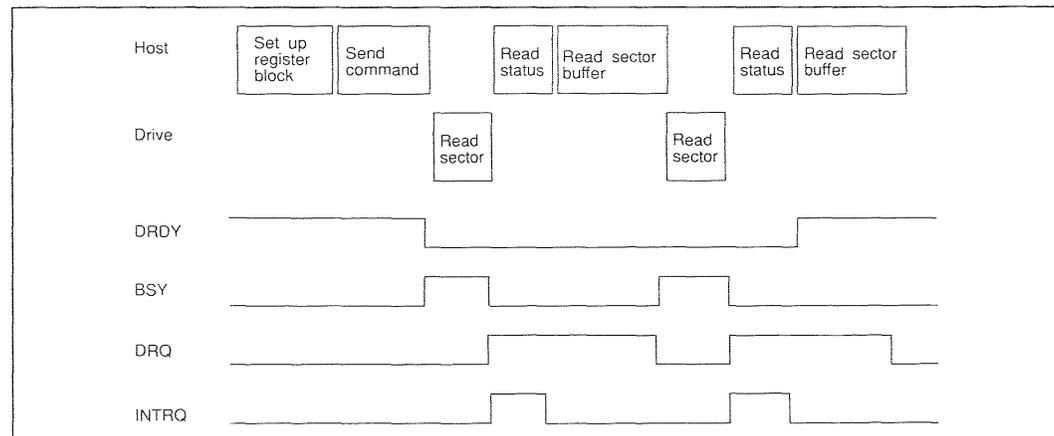 Host
Set up
register
block
Send
command
Read
status
Read sector
buffer
Read
status
Read sector
buffer
Drive
Read
sector
Read
sector
DRDY
BSY
DRQ
INTRQ